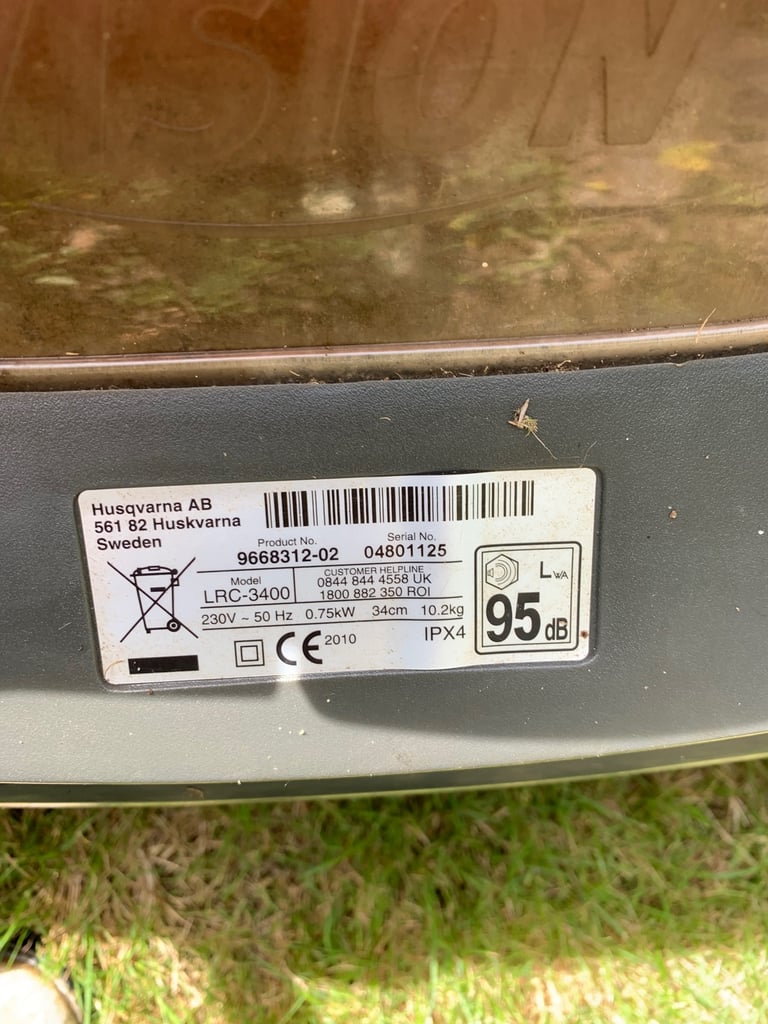 VISION
Husqvarna AB
561 82 Huskvarna
Sweden
Product No. Serial No.
9668312-02 04801125
Model CUSTOMER HELPLINE
LRC-3400 0844 844 4558 UK
1800 882 350 ROI
230V ~ 50 Hz 0.75kW 34cm 10.2kg
CE 2010 IPX4
LWA
95 dB